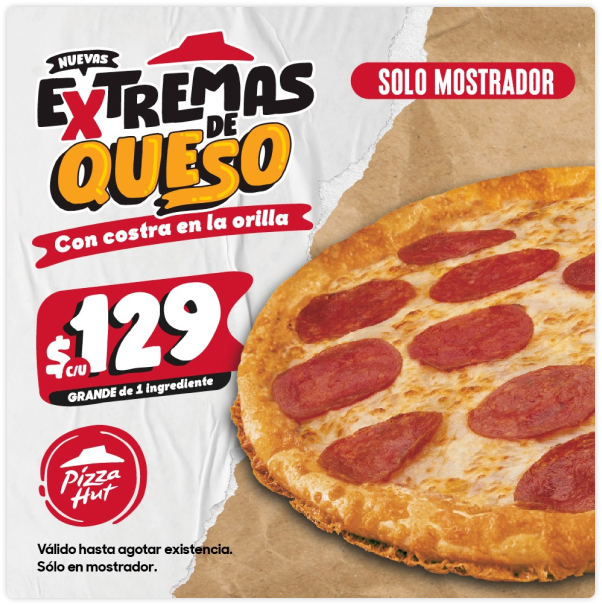 NUEVAS
EXTREMAS
DE
QUESO
Con costra en la orilla
SOLO MOSTRADOR
$129
C/U
GRANDE de 1 ingrediente
Pizza
Hut
Válido hasta agotar existencia.
Sólo en mostrador.